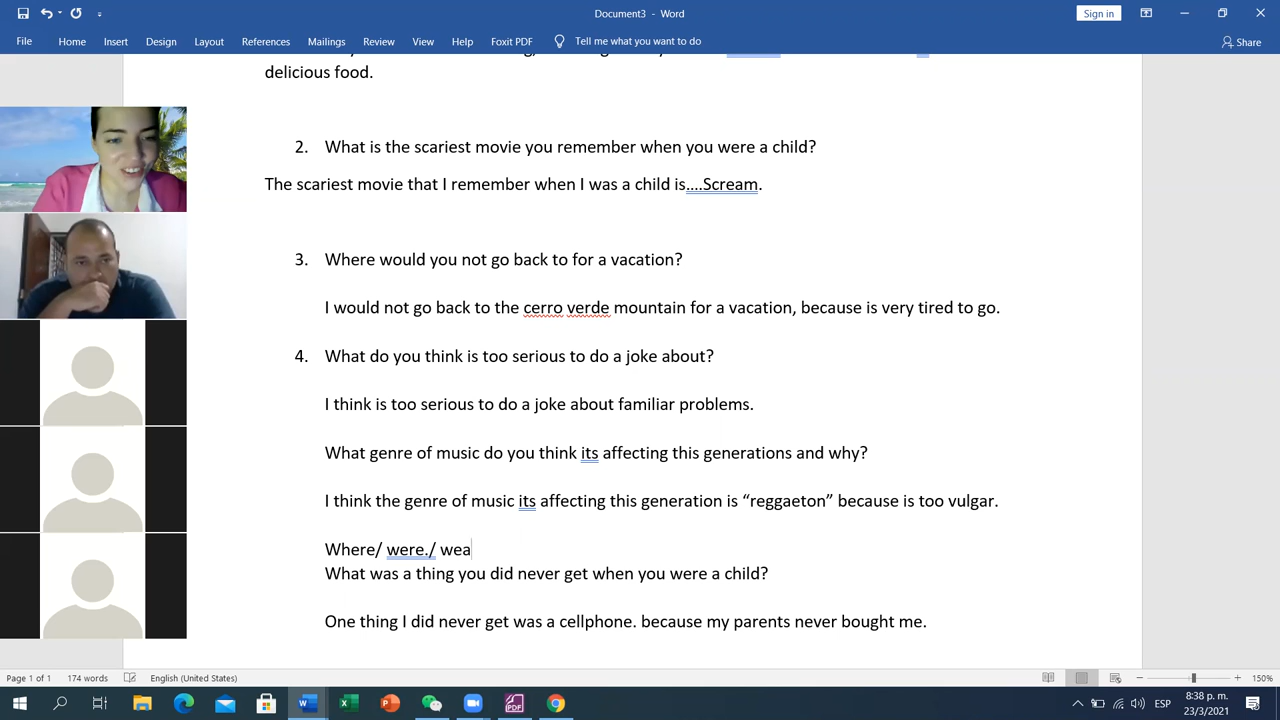 Document3 - Word
Sign in
File Home Insert Design Layout References Mailings Review View Help Foxit PDF Tell me what you want to do Share
delicious food.
2. What is the scariest movie you remember when you were a child?
The scariest movie that I remember when I was a child is....Scream.
3. Where would you not go back to for a vacation?
I would not go back to the cerro verde mountain for a vacation, because is very tired to go.
4. What do you think is too serious to do a joke about?
I think is too serious to do a joke about familiar problems.
What genre of music do you think its affecting this generations and why?
I think the genre of music its affecting this generation is “reggaeton” because is too vulgar.
Where/ were./ wea
What was a thing you did never get when you were a child?
One thing I did never get was a cellphone. because my parents never bought me.
Page 1 of 1 174 words English (United States) 150%
8:38 p. m.
23/3/2021
ESP